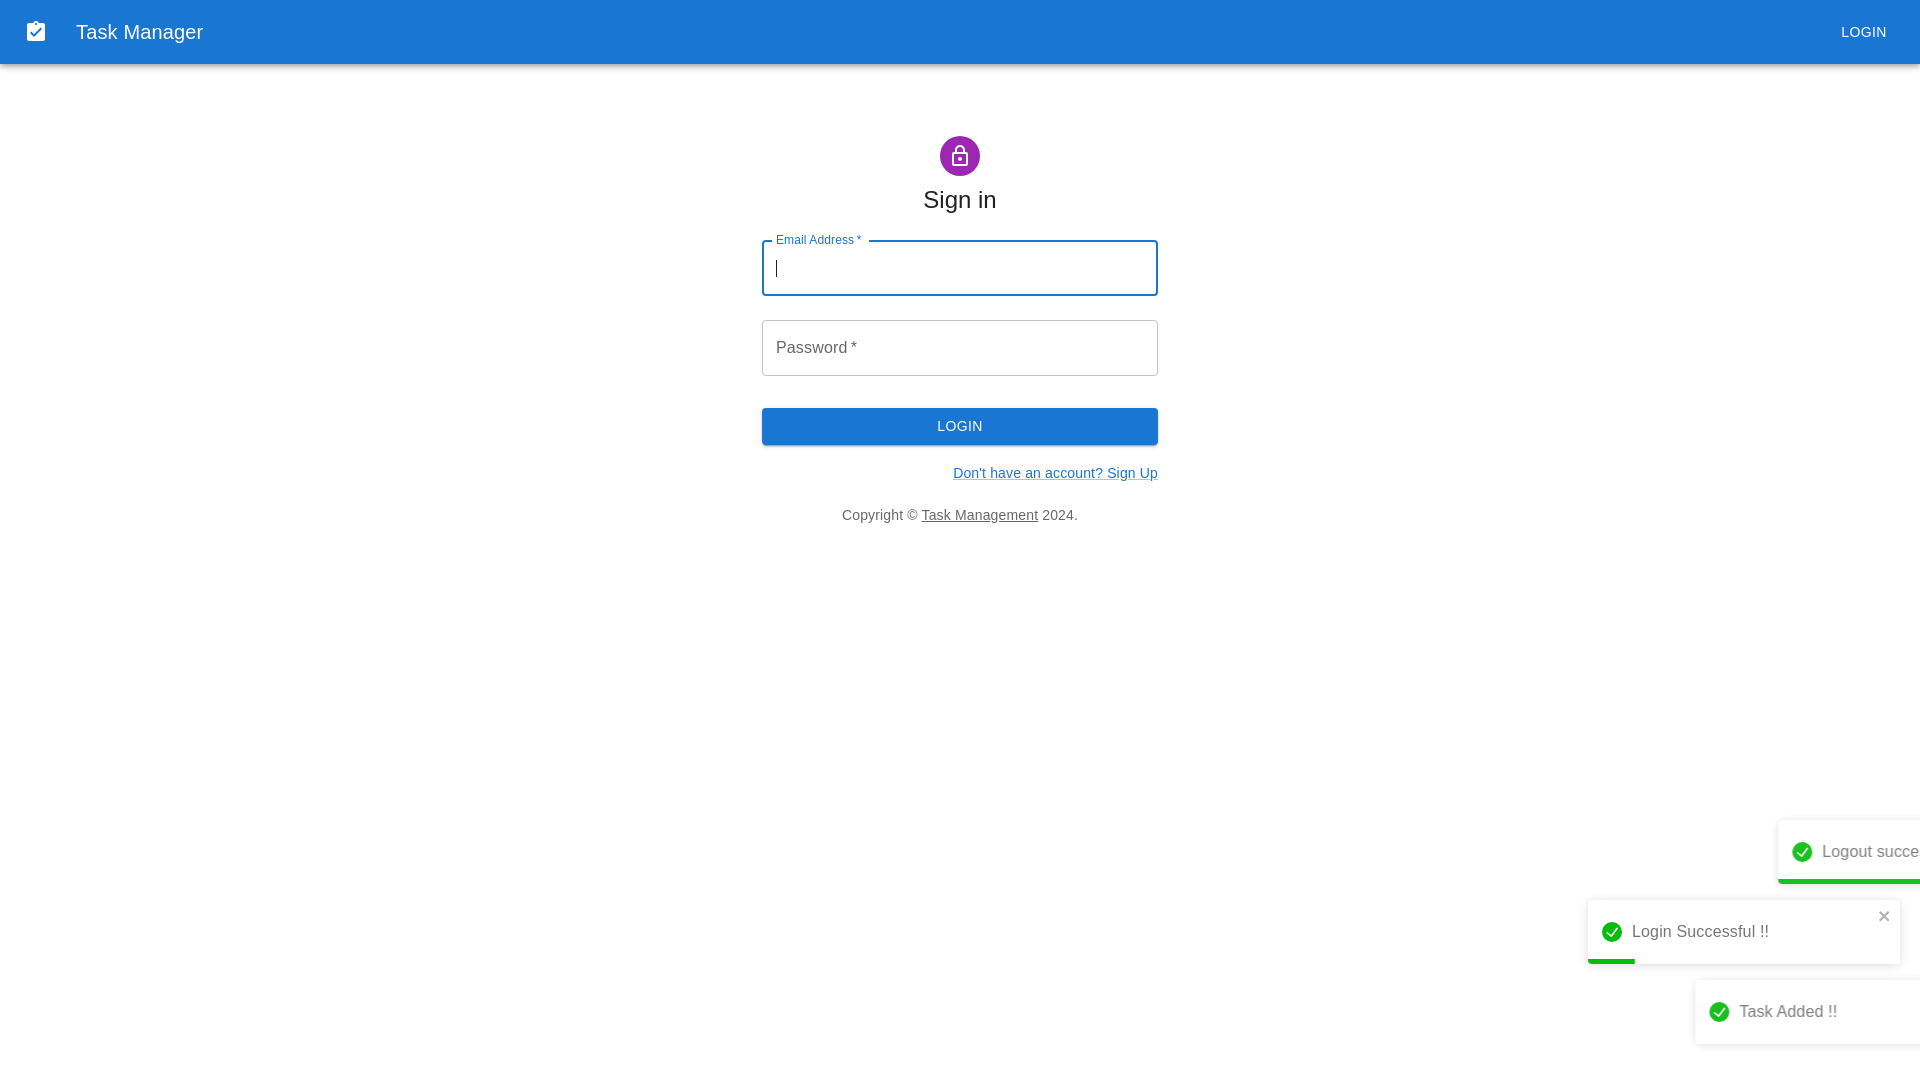 Task Manager
LOGIN
Sign in
Email Address *
Password *
LOGIN
Don't have an account? Sign Up
Copyright © Task Management 2024.
Logout
Login Successful !!
Task Added !!